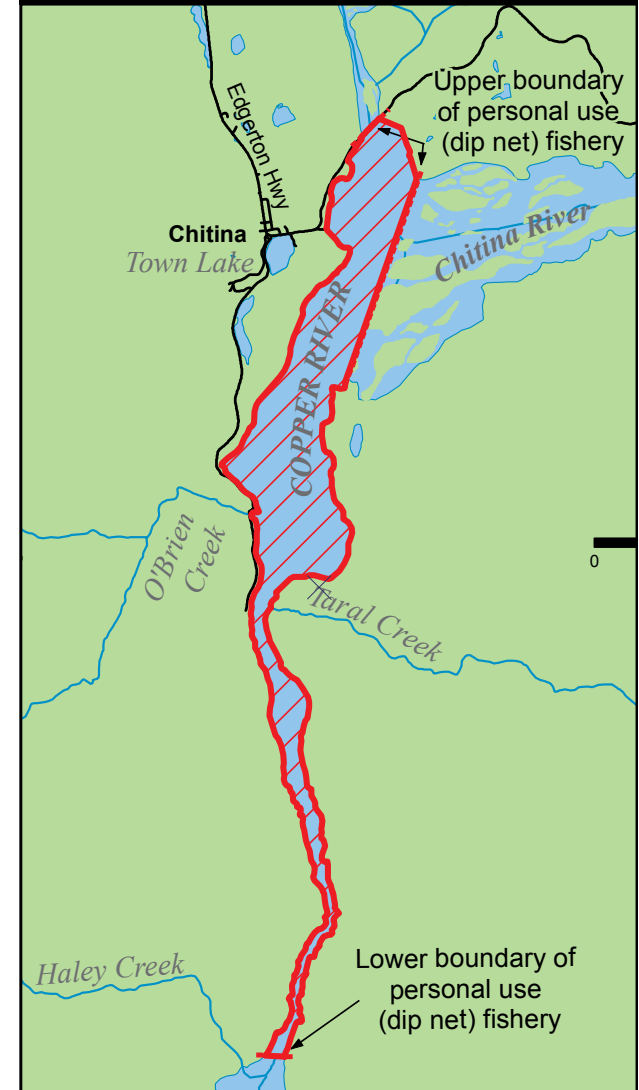 Upper boundary
of personal use
(dip net) fishery
Edgerton Hwy
Chitina
Town Lake
Chitina River
COPPER RIVER
O'Brien
Creek
0
Taral Creek
Haley Creek
Lower boundary of
personal use
(dip net) fishery